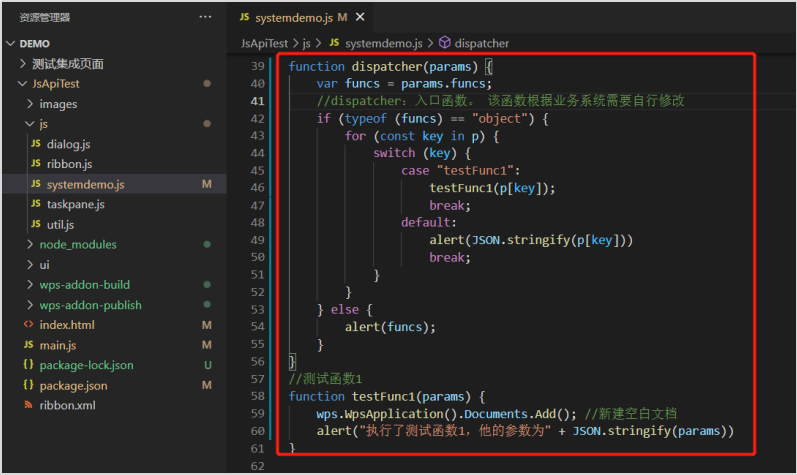 资源管理器 ···
DEMO
测试集成页面
JsApiTest
images
js
JS dialog.js
JS ribbon.js
JS systemdemo.js M
JS taskpane.js
JS util.js
node_modules
ui
wps-addon-build
wps-addon-publish
<> index.html M
JS main.js M
{} package-lock.json U
{} package.json M
ribbon.xml
JS systemdemo.js M ×
JsApiTest > js > JS systemdemo.js > dispatcher
39 function dispatcher(params) {
40 var funcs = params.funcs;
41 //dispatcher: 入口函数。 该函数根据业务系统需要自行修改
42 if (typeof (funcs) == "object") {
43 for (const key in p) {
44 switch (key) {
45 case "testFunc1":
46 testFunc1(p[key]);
47 break;
48 default:
49 alert(JSON.stringify(p[key]))
50 break;
51 }
52 }
53 } else {
54 alert(funcs);
55 }
56 }
57 //测试函数1
58 function testFunc1(params) {
59 wps.WpsApplication().Documents.Add(); //新建空白文档
60 alert("执行了测试函数1，他的参数为" + JSON.stringify(params))
61 }
62